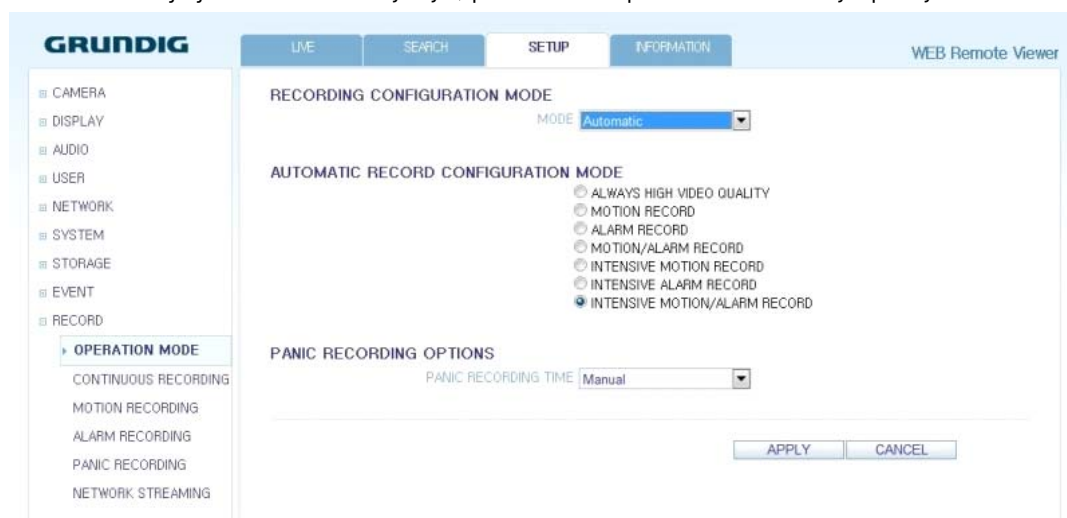 GRUNDIG
LIVE SEARCH SETUP INFORMATION
WEB Remote Viewer
CAMERA
DISPLAY
AUDIO
USER
NETWORK
SYSTEM
STORAGE
EVENT
RECORD
OPERATION MODE
CONTINUOUS RECORDING
MOTION RECORDING
ALARM RECORDING
PANIC RECORDING
NETWORK STREAMING
RECORDING CONFIGURATION MODE
MODE Automatic
AUTOMATIC RECORD CONFIGURATION MODE
ALWAYS HIGH VIDEO QUALITY
MOTION RECORD
ALARM RECORD
MOTION/ALARM RECORD
INTENSIVE MOTION RECORD
INTENSIVE ALARM RECORD
INTENSIVE MOTION/ALARM RECORD
PANIC RECORDING OPTIONS
PANIC RECORDING TIME Manual
APPLY CANCEL